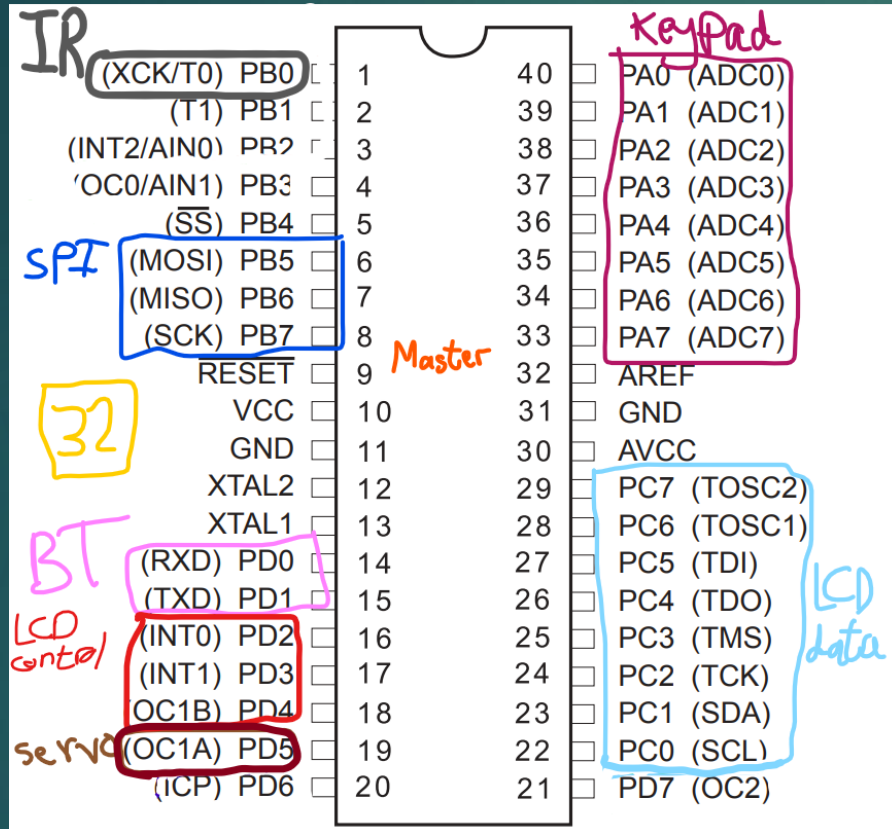 IR
KeyPad
(XCK/T0) PB0 1 40 PA0 (ADC0)
(T1) PB1 2 39 PA1 (ADC1)
(INT2/AIN0) PB2 3 38 PA2 (ADC2)
(OC0/AIN1) PB3 4 37 PA3 (ADC3)
(SS) PB4 5 36 PA4 (ADC4)
SPI (MOSI) PB5 6 35 PA5 (ADC5)
(MISO) PB6 7 34 PA6 (ADC6)
(SCK) PB7 8 33 PA7 (ADC7)
Master
RESET 9 32 AREF
32
VCC 10 31 GND
GND 11 30 AVCC
XTAL2 12 29 PC7 (TOSC2)
XTAL1 13 28 PC6 (TOSC1)
BT (RXD) PD0 14 27 PC5 (TDI)
(TXD) PD1 15 26 PC4 (TDO)
LCD control
LCD data
(INT0) PD2 16 25 PC3 (TMS)
(INT1) PD3 17 24 PC2 (TCK)
OC1B) PD4 18 23 PC1 (SDA)
servo (OC1A) PD5 19 22 PC0 (SCL)
(ICP) PD6 20 21 PD7 (OC2)